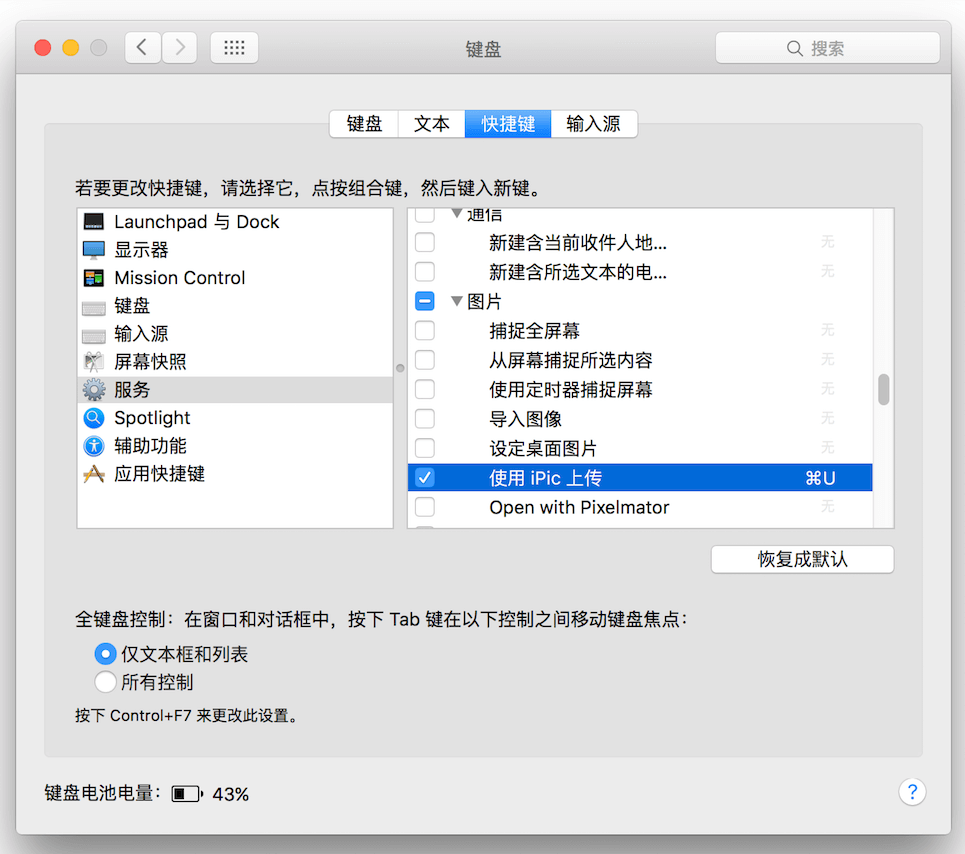 键盘
搜索
键盘 文本 快捷键 输入源
若要更改快捷键，请选择它，点按组合键，然后键入新键。
Launchpad 与 Dock
显示器
Mission Control
键盘
输入源
屏幕快照
服务
Spotlight
辅助功能
应用快捷键
通信
新建含当前收件人地... 无
新建含所选文本的电... 无
图片
捕捉全屏幕 无
从屏幕捕捉所选内容 无
使用定时器捕捉屏幕 无
导入图像 无
设定桌面图片 无
使用 iPic 上传 ⌘U
Open with Pixelmator 无
恢复成默认
全键盘控制：在窗口和对话框中，按下 Tab 键在以下控制之间移动键盘焦点：
仅文本框和列表
所有控制
按下 Control+F7 来更改此设置。
键盘电池电量： 43%
?